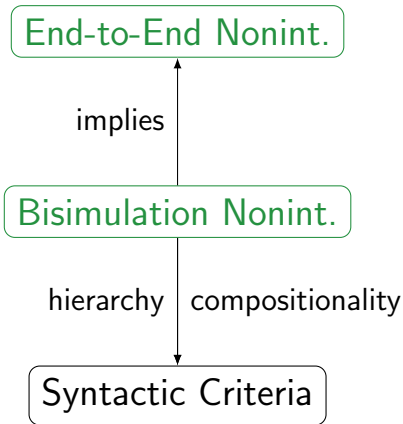 End-to-End Nonint.
implies
Bisimulation Nonint.
hierarchy compositionality
Syntactic Criteria